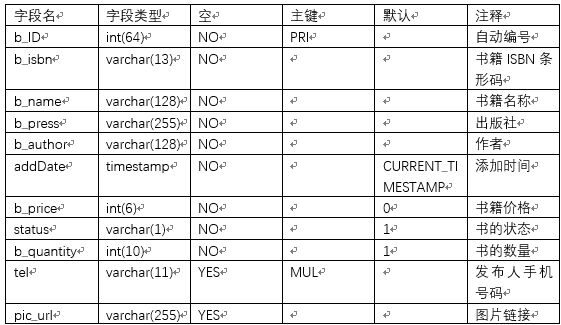 字段名 字段类型 空 主键 默认 注释
b_ID int(64) NO PRI 自动编号
b_isbn varchar(13) NO 书籍 ISBN 条
形码
b_name varchar(128) NO 书籍名称
b_press varchar(255) NO 出版社
b_author varchar(128) NO 作者
addDate timestamp NO CURRENT_TI 添加时间
MESTAMP
b_price int(6) NO 0 书籍价格
status varchar(1) NO 1 书的状态
b_quantity int(10) NO 1 书的数量
tel varchar(11) YES MUL 发布人手机
号码
pic_url varchar(255) YES 图片链接